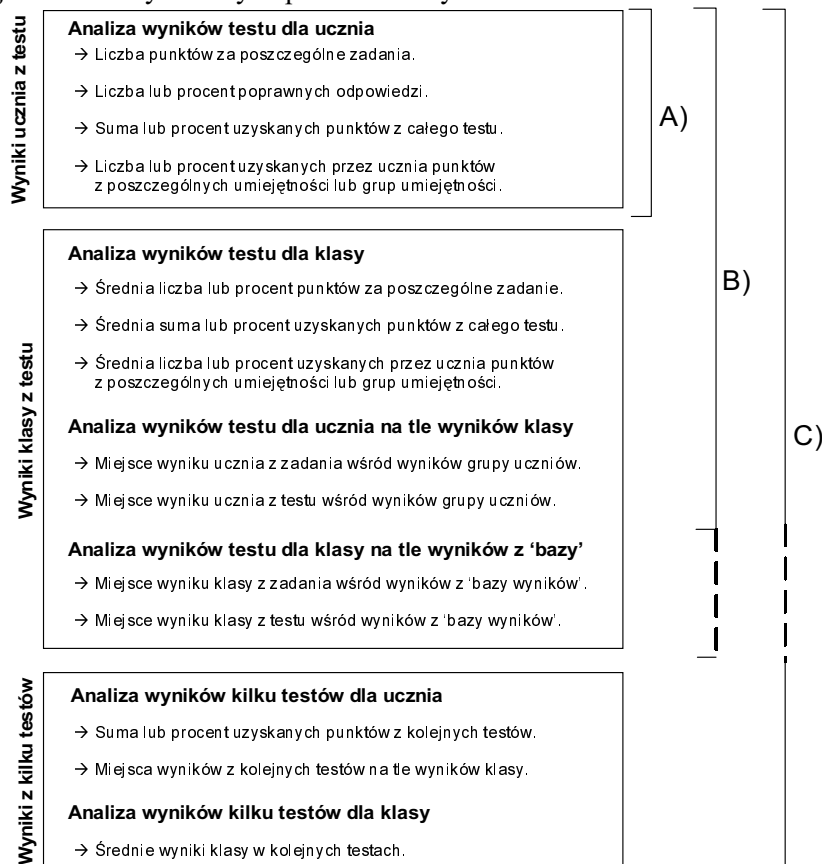 Wyniki ucznia z testu
Analiza wyników testu dla ucznia
→ Liczba punktów za poszczególne zadania.
→ Liczba lub procent poprawnych odpowiedzi.
→ Suma lub procent uzyskanych punktów z całego testu.
→ Liczba lub procent uzyskanych przez ucznia punktów
z poszczególnych umiejętności lub grup umiejętności.
A)
Wyniki klasy z testu
Analiza wyników testu dla klasy
→ Średnia liczba lub procent punktów za poszczególne zadanie.
→ Średnia suma lub procent uzyskanych punktów z całego testu.
→ Średnia liczba lub procent uzyskanych przez ucznia punktów
z poszczególnych umiejętności lub grup umiejętności.
Analiza wyników testu dla ucznia na tle wyników klasy
→ Miejsce wyniku ucznia z zadania wśród wyników grupy uczniów.
→ Miejsce wyniku ucznia z testu wśród wyników grupy uczniów.
Analiza wyników testu dla klasy na tle wyników z 'bazy'
→ Miejsce wyniku klasy z zadania wśród wyników z 'bazy wyników'.
→ Miejsce wyniku klasy z testu wśród wyników z 'bazy wyników'.
B)
C)
Wyniki z kilku testów
Analiza wyników kilku testów dla ucznia
→ Suma lub procent uzyskanych punktów z kolejnych testów.
→ Miejsca wyników z kolejnych testów na tle wyników klasy.
Analiza wyników kilku testów dla klasy
→ Średnie wyniki klasy w kolejnych testach.